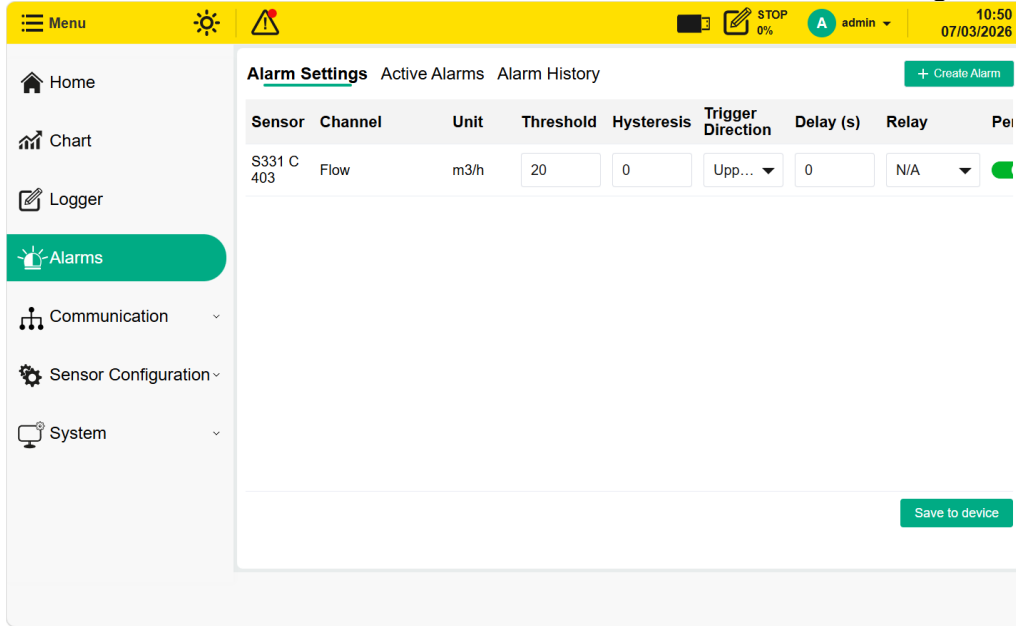 Menu
STOP
0%
A admin
10:50
07/03/2026
Home
Chart
Logger
Alarms
Communication
Sensor Configuration
System
Alarm Settings Active Alarms Alarm History
+ Create Alarm
Sensor Channel Unit Threshold Hysteresis Trigger Direction Delay (s) Relay Per
S331 C 403 Flow m3/h 20 0 Upp... 0 N/A
Save to device